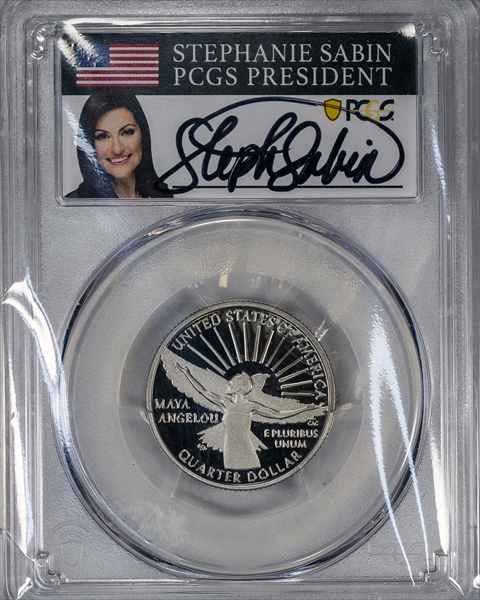 STEPHANIE SABIN
PCGS PRESIDENT
PCGS
Steph Sabin
UNITED STATES OF AMERICA
MAYA
ANGELOU
E PLURIBUS
UNUM
QUARTER DOLLAR